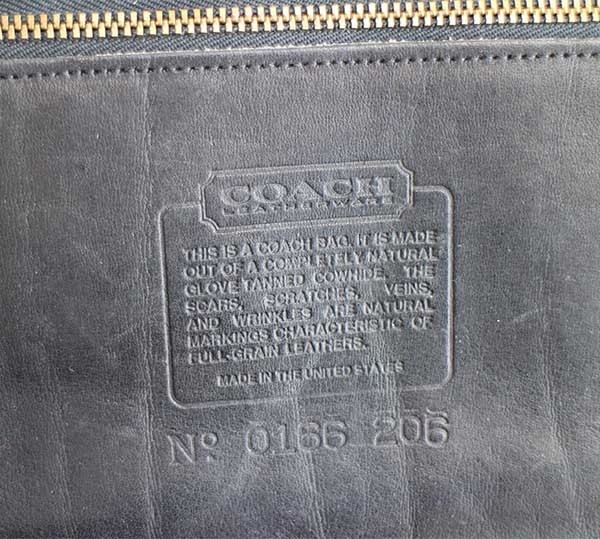 COACH
LEATHERWARE
THIS IS A COACH BAG. IT IS MADE
OUT OF A COMPLETELY NATURAL
GLOVE TANNED COWHIDE. THE
SCARS, SCRATCHES, VEINS,
AND WRINKLES ARE NATURAL
MARKINGS CHARACTERISTIC OF
FULL-GRAIN LEATHERS.
MADE IN THE UNITED STATES
Nº 0166 206